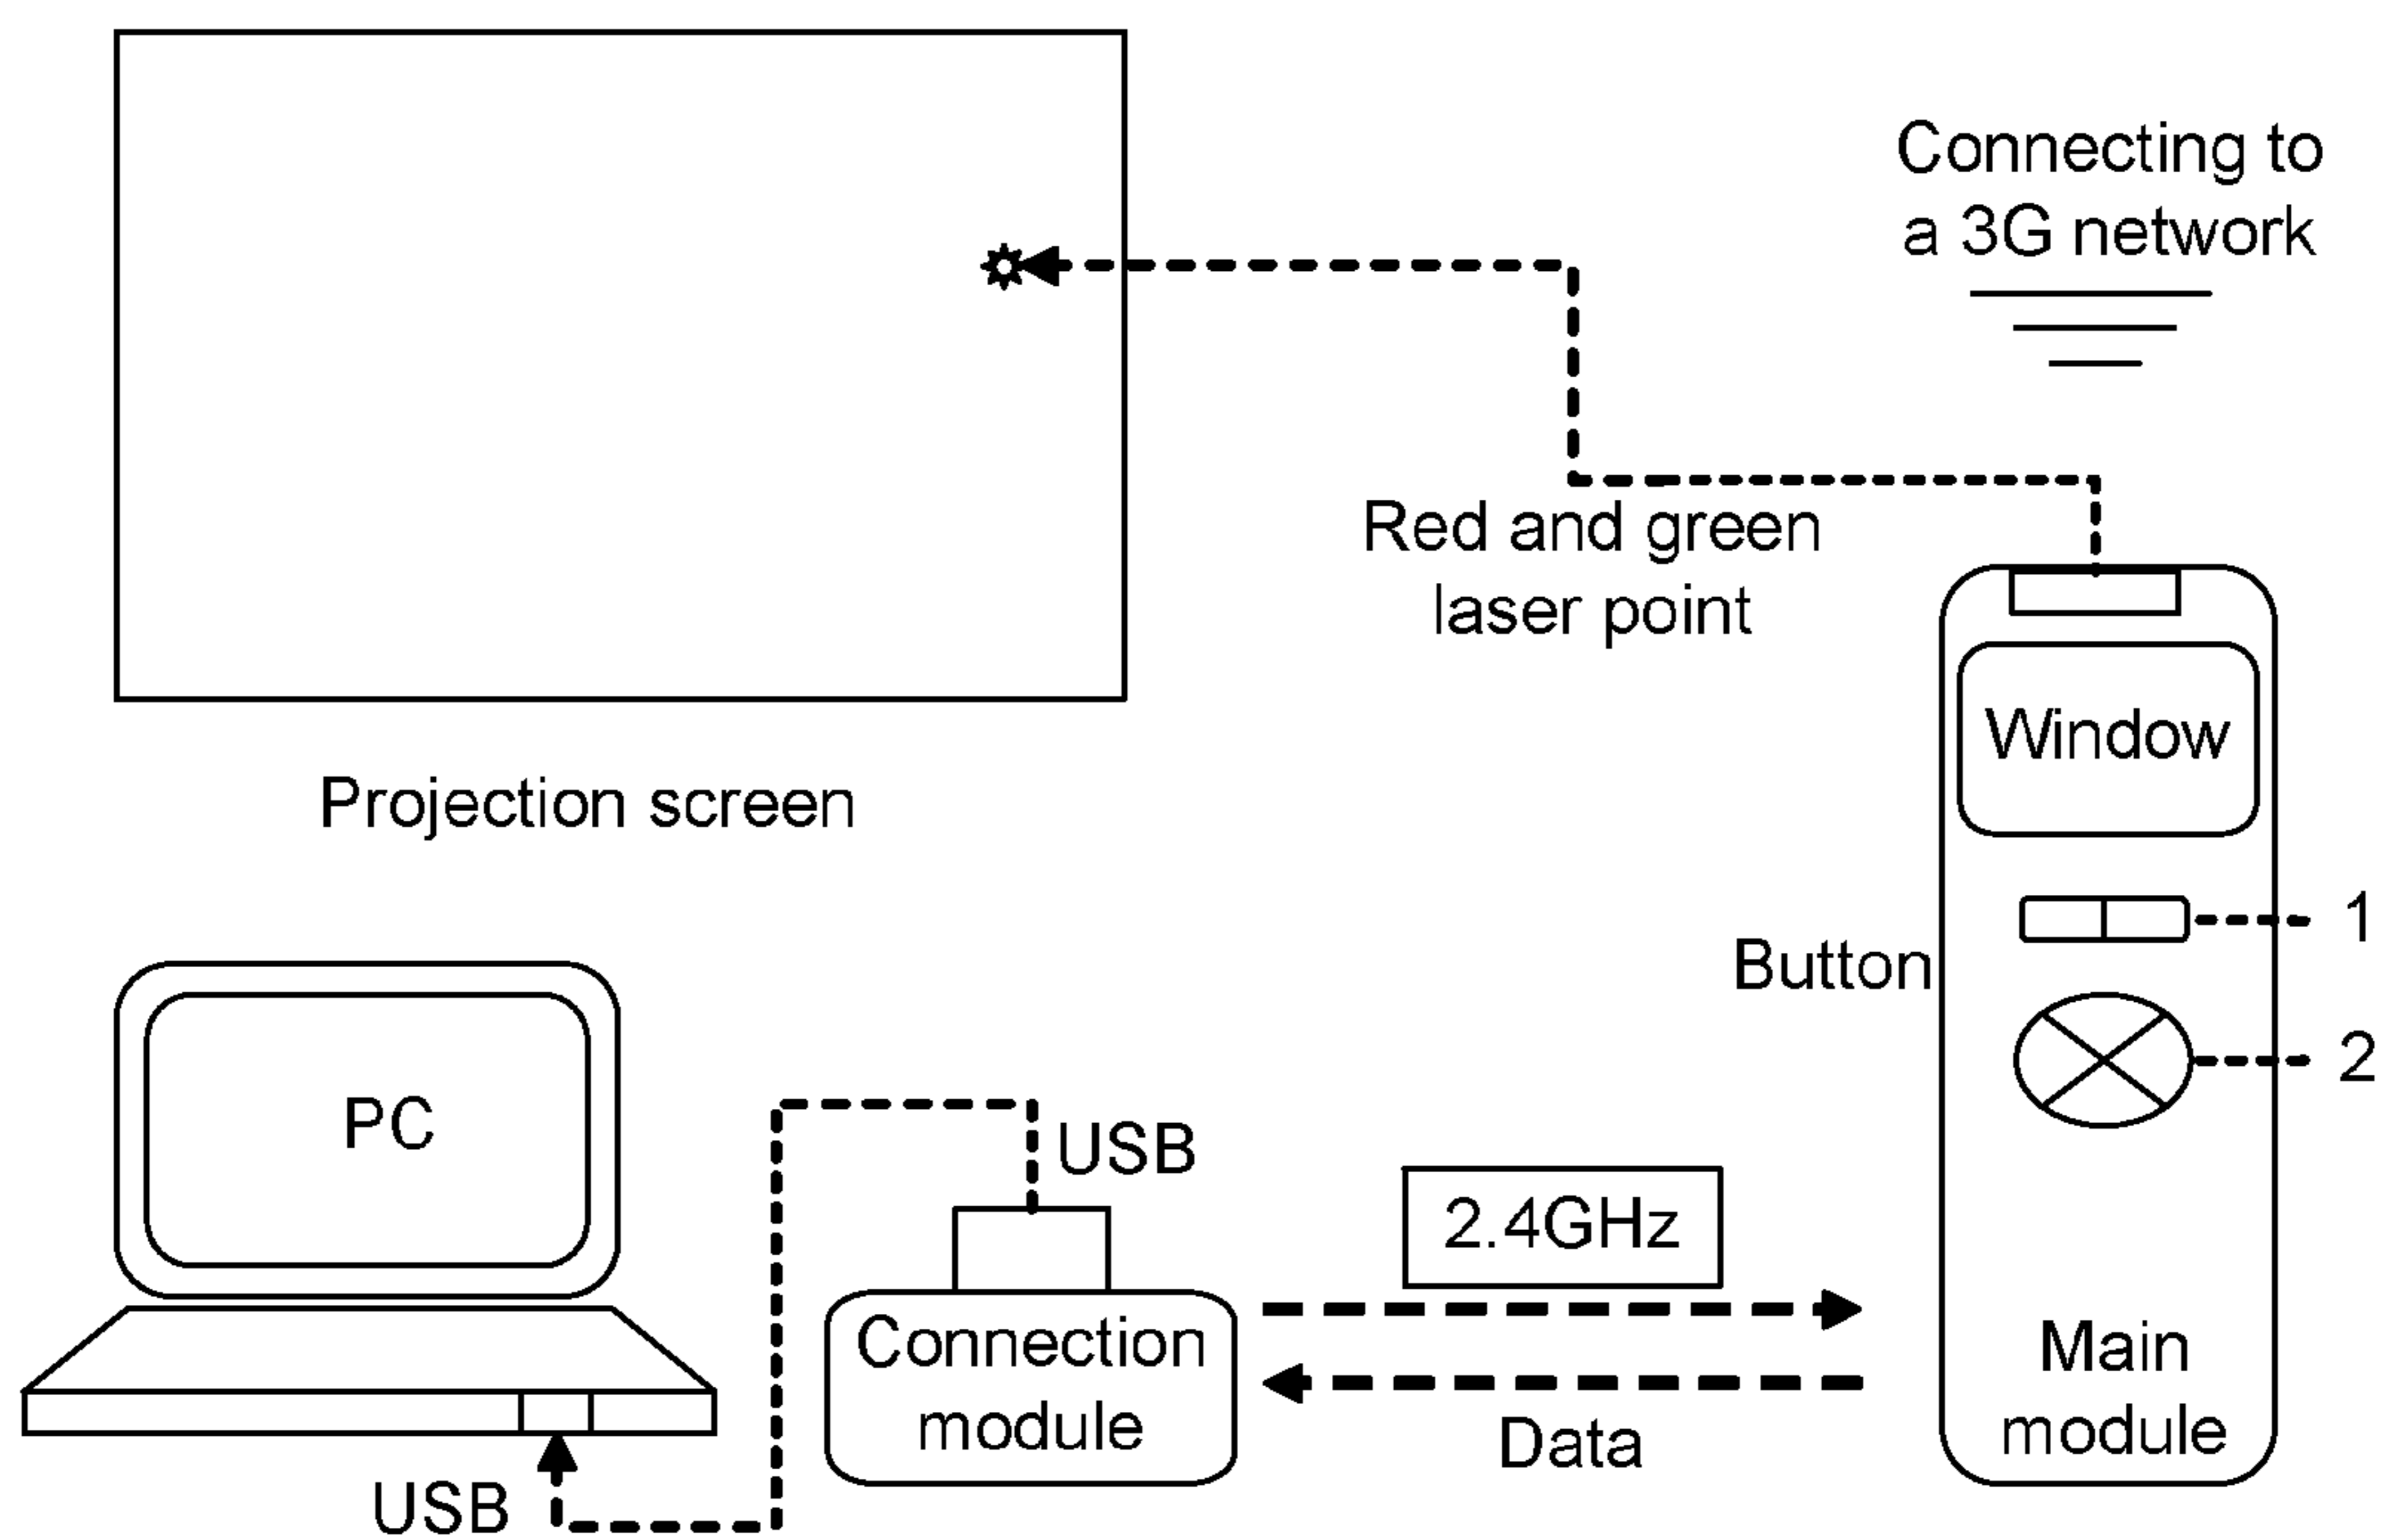 Connecting to
a 3G network
Red and green
laser point
Window
Projection screen
1
Button
2
PC
USB
2.4GHz
Connection
module
Main
module
Data
USB